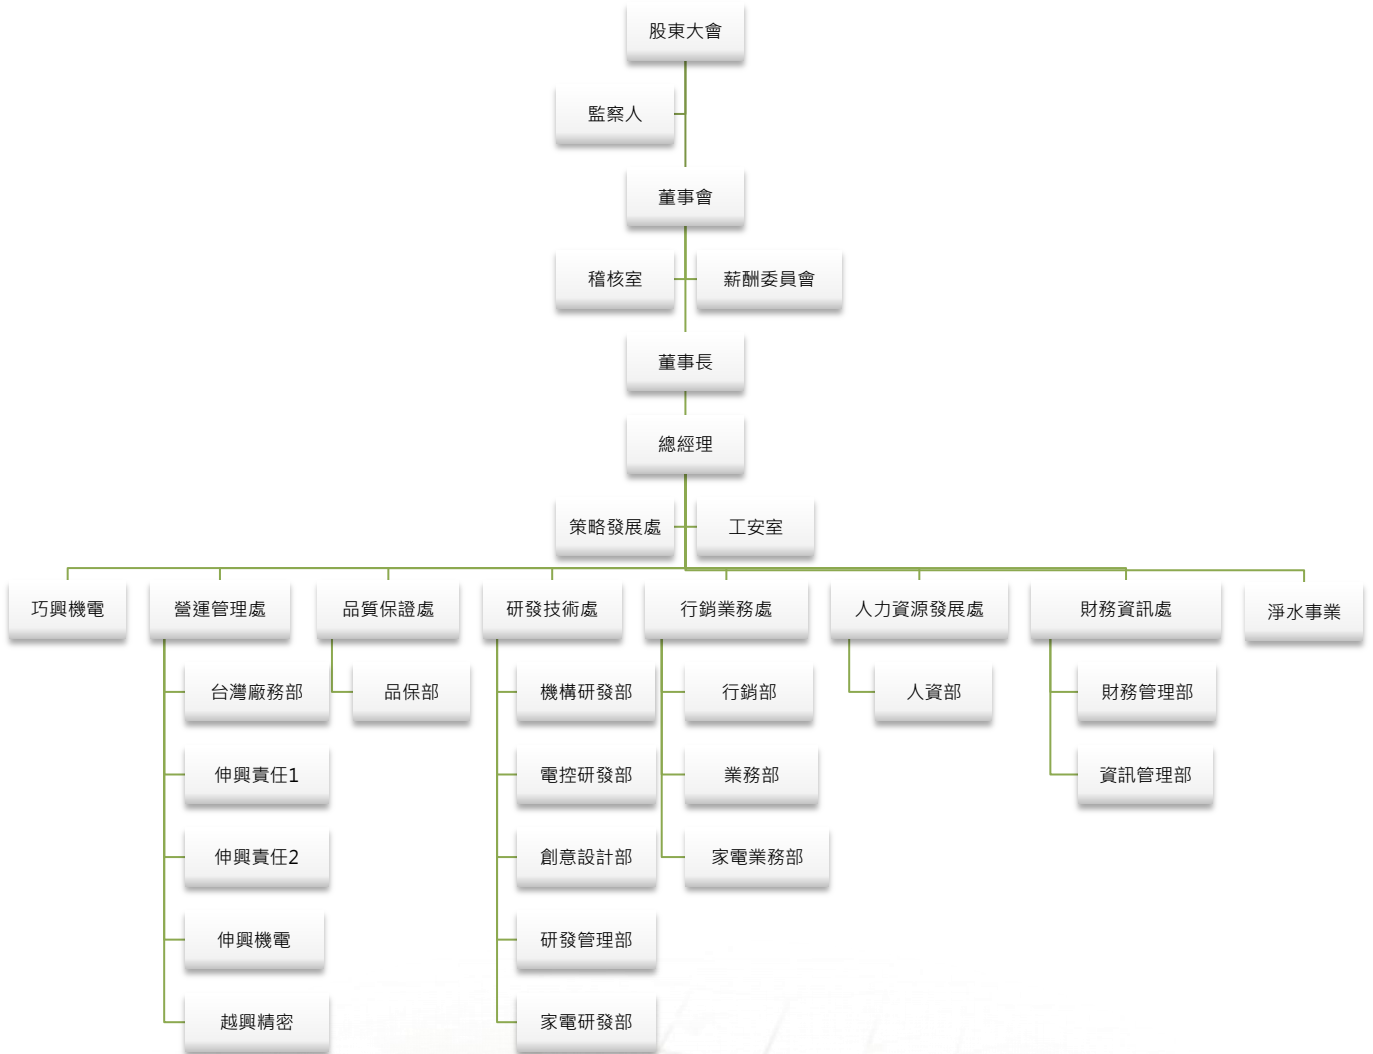 股東大會
監察人
董事會
稽核室
薪酬委員會
董事長
總經理
策略發展處
工安室
巧興機電
營運管理處
品質保證處
研發技術處
行銷業務處
人力資源發展處
財務資訊處
淨水事業
台灣廠務部
品保部
機構研發部
行銷部
人資部
財務管理部
伸興責任1
電控研發部
業務部
資訊管理部
伸興責任2
創意設計部
家電業務部
伸興機電
研發管理部
越興精密
家電研發部